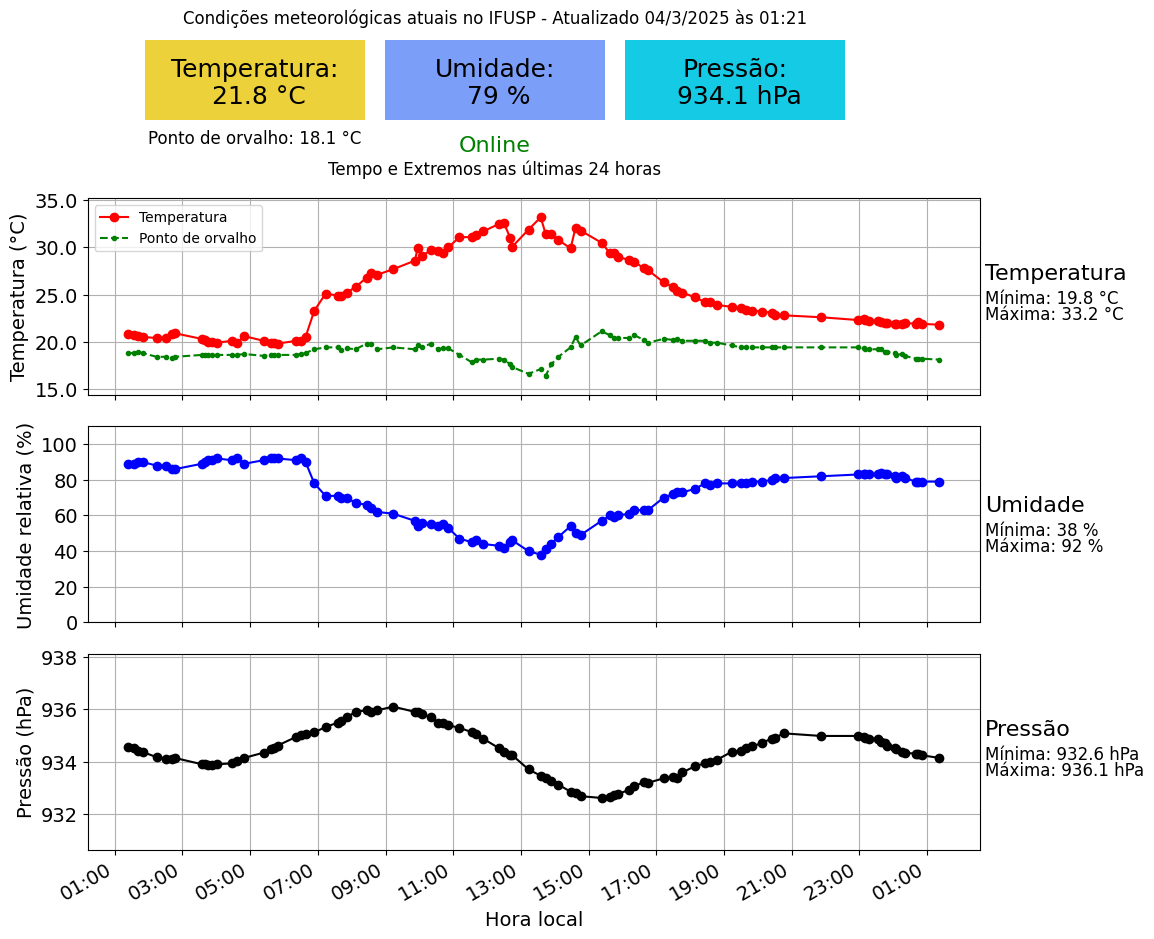 Condições meteorológicas atuais no IFUSP - Atualizado 04/3/2025 às 01:21
Temperatura:
21.8 °C
Umidade:
79 %
Pressão:
934.1 hPa
Ponto de orvalho: 18.1 °C
Online
Tempo e Extremos nas últimas 24 horas
Temperatura (°C)
35.0
30.0
25.0
20.0
15.0
Temperatura
Ponto de orvalho
Temperatura
Mínima: 19.8 °C
Máxima: 33.2 °C
Umidade relativa (%)
100
80
60
40
20
0
Umidade
Mínima: 38 %
Máxima: 92 %
Pressão (hPa)
938
936
934
932
Pressão
Mínima: 932.6 hPa
Máxima: 936.1 hPa
01:00 03:00 05:00 07:00 09:00 11:00 13:00 15:00 17:00 19:00 21:00 23:00 01:00
Hora local